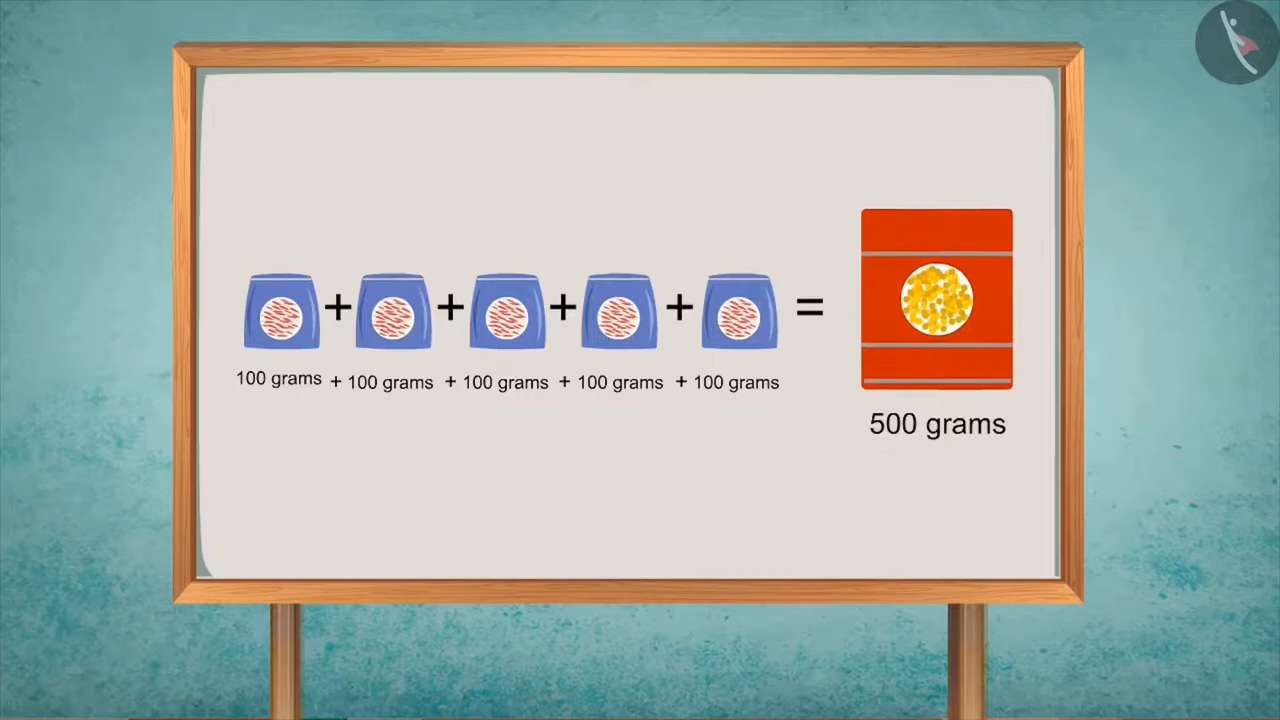 + + + + =
100 grams + 100 grams + 100 grams + 100 grams + 100 grams
500 grams